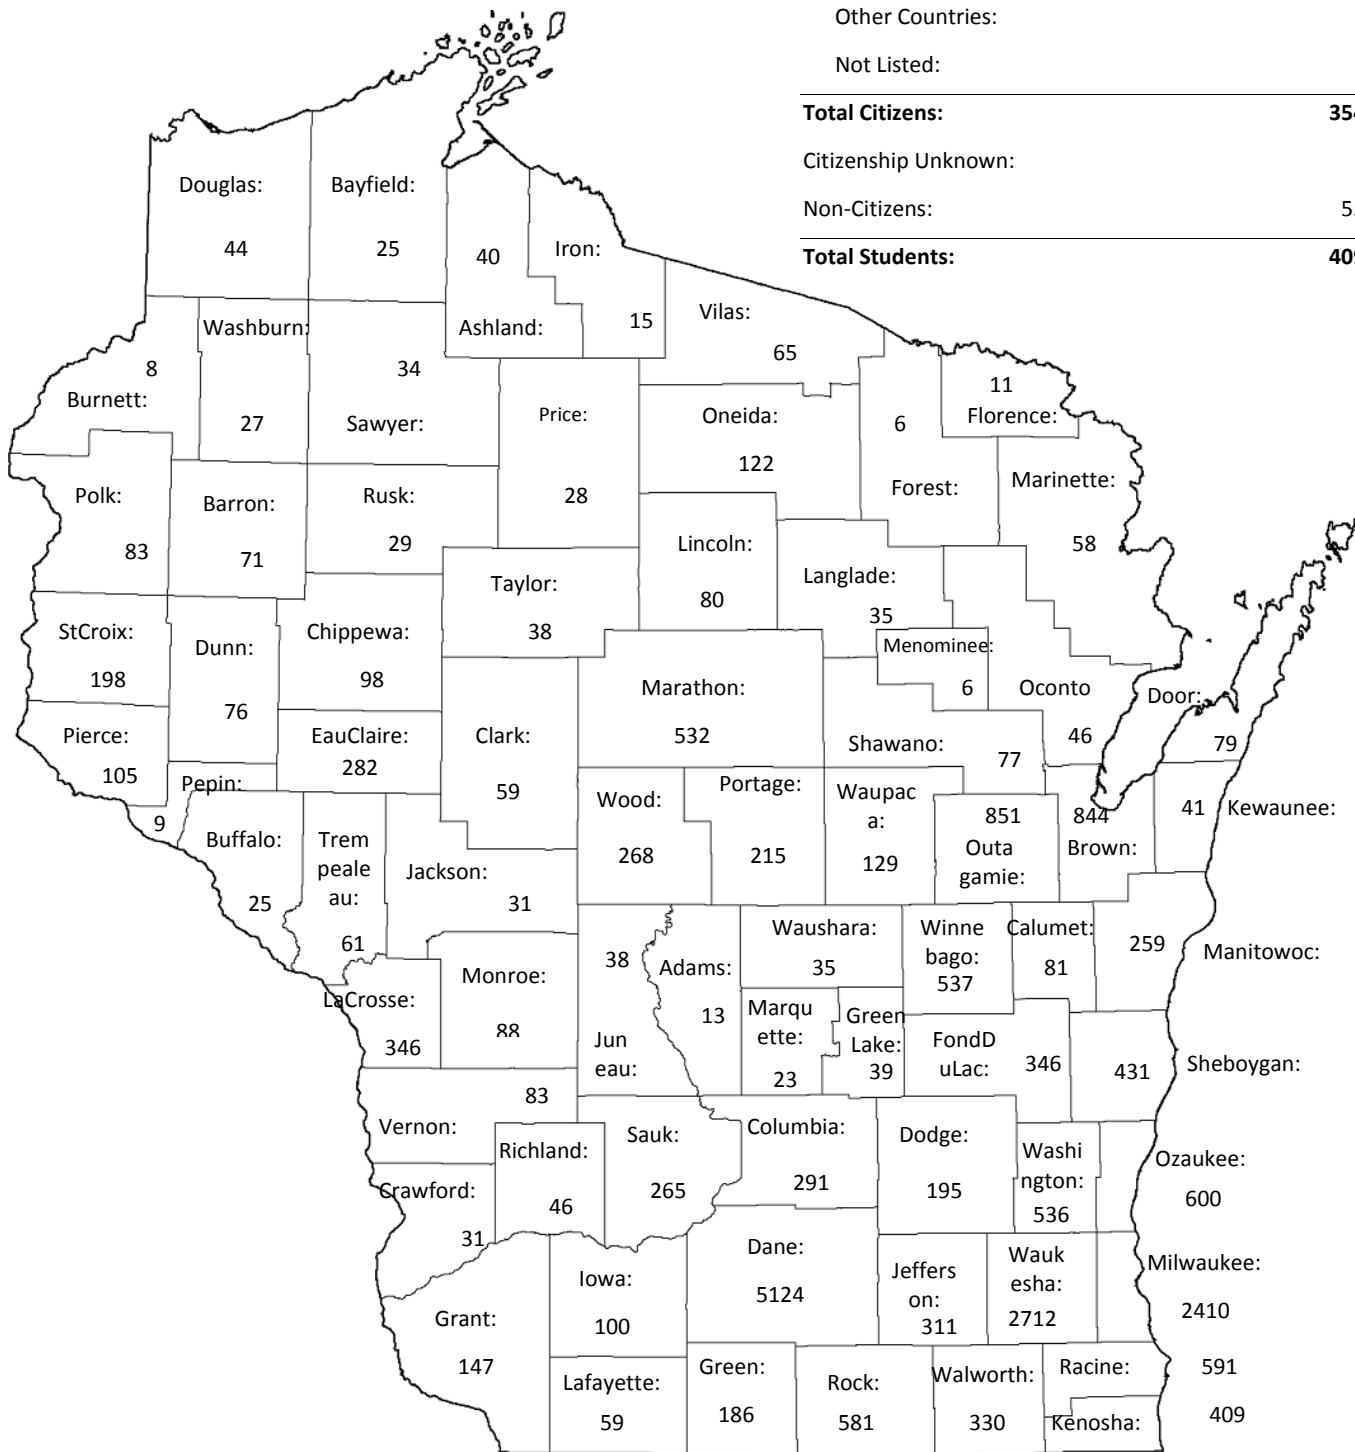 Other Countries:
Not Listed:
Total Citizens: 354
Citizenship Unknown:
Non-Citizens: 5
Total Students: 409
Douglas:
44
Bayfield:
25
40
Ashland:
Iron:
15
Vilas:
65
8
Burnett:
Washburn:
27
34
Sawyer:
Price:
28
Oneida:
122
6
Forest:
11
Florence:
Marinette:
58
Polk:
83
Barron:
71
Rusk:
29
Taylor:
38
Lincoln:
80
Langlade:
35
Menominee:
6
Oconto
46
Door:
79
StCroix:
198
Dunn:
76
Chippewa:
98
Marathon:
532
Shawano:
77
Pierce:
105
Pepin:
9
EauClaire:
282
Clark:
59
Wood:
268
Portage:
215
Waupac
a:
129
851
Outa
gamie:
844
Brown:
41
Kewaunee:
Buffalo:
25
Trem
peale
au:
61
Jackson:
31
38
Jun
eau:
Adams:
13
Waushara:
35
Winne
bago:
537
Calumet:
81
259
Manitowoc:
LaCrosse:
346
Monroe:
88
Marqu
ette:
23
Green
Lake:
39
FondD
uLac:
346
431
Sheboygan:
83
Vernon:
Richland:
46
Sauk:
265
Columbia:
291
Dodge:
195
Washi
ngton:
536
Ozaukee:
600
Crawford:
31
Grant:
147
Iowa:
100
Dane:
5124
Jeffers
on:
311
Wauk
esha:
2712
Milwaukee:
2410
Lafayette:
59
Green:
186
Rock:
581
Walworth:
330
Racine:
591
Kenosha:
409